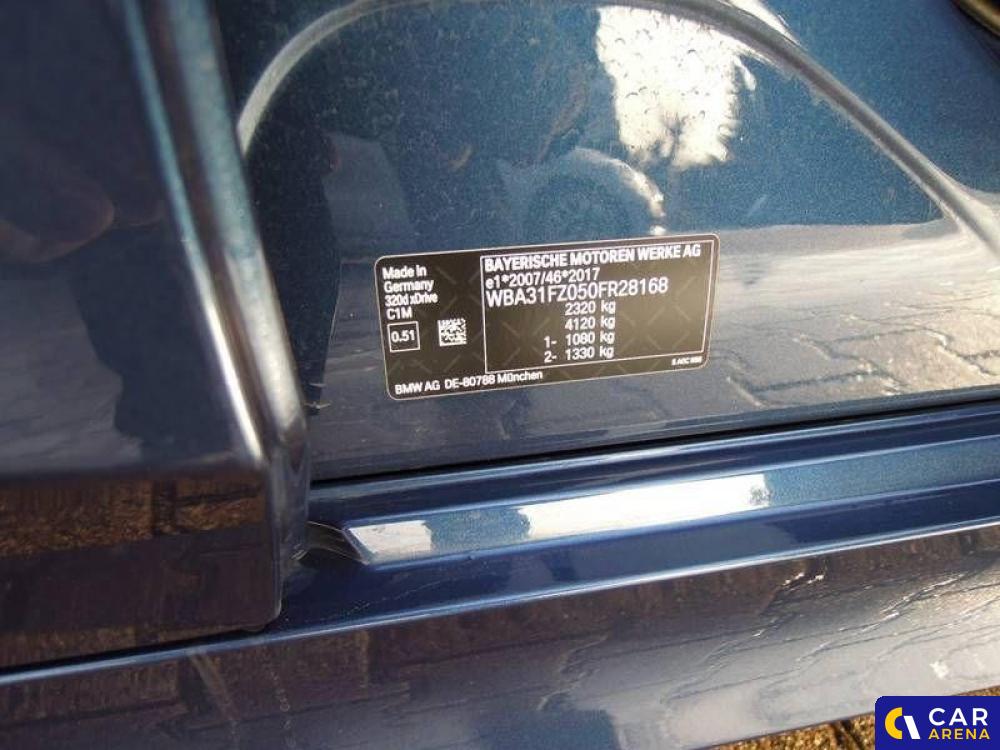 Made in
Germany
320d xDrive
C1M
0.51
BAYERISCHE MOTOREN WERKE AG
e1*2007/46*2017
WBA31FZ050FR28168
2320 kg
4120 kg
1- 1080 kg
2- 1330 kg
BMW AG DE-80788 München
CAR
ARENA